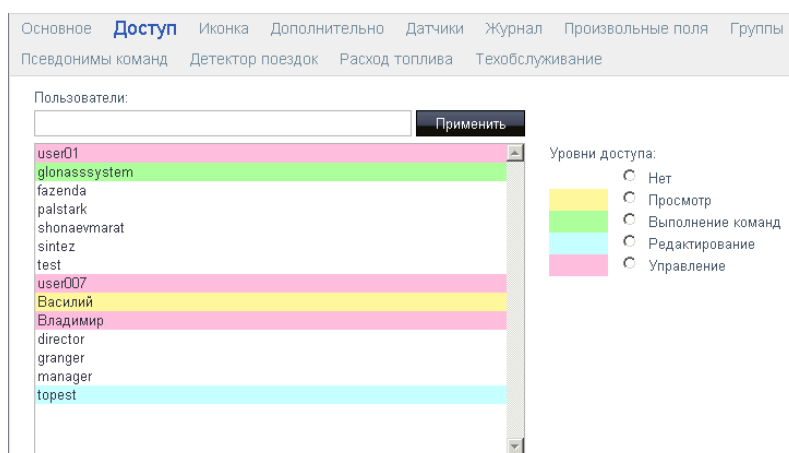 Основное Доступ Иконка Дополнительно Датчики Журнал Произвольные поля Группы
Псевдонимы команд Детектор поездок Расход топлива Техобслуживание
Пользователи:
Применить
user01
glonasssystem
fazenda
palstark
shonaevmarat
sintez
test
user007
Василий
Владимир
director
granger
manager
topest
Уровни доступа:
Нет
Просмотр
Выполнение команд
Редактирование
Управление